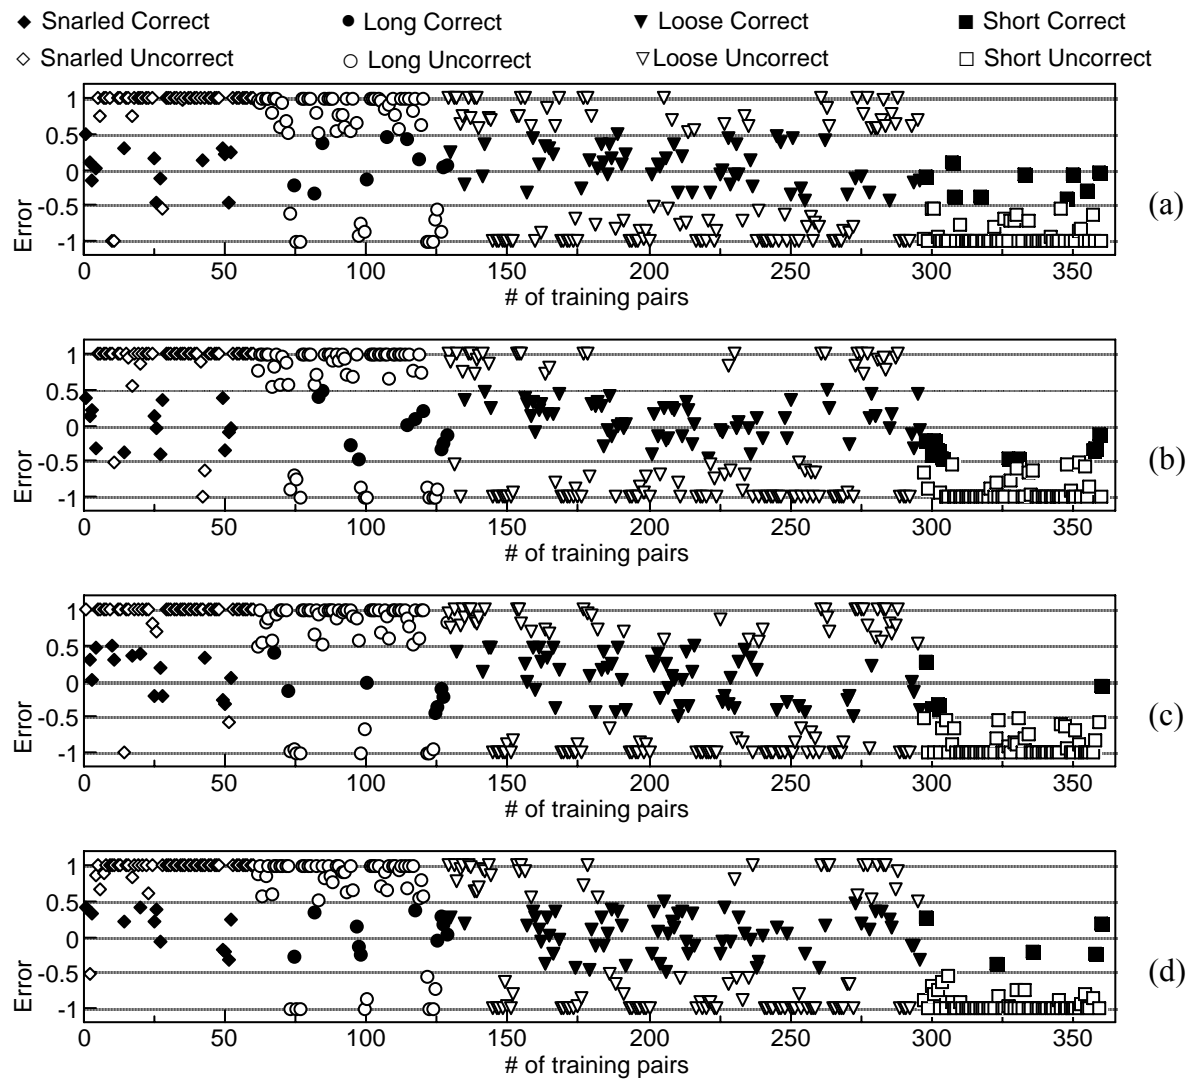 Snarled Correct Long Correct Loose Correct Short Correct
Snarled Uncorrect Long Uncorrect Loose Uncorrect Short Uncorrect
1
0.5
0
-0.5
-1
Error
0 50 100 150 200 250 300 350
# of training pairs
(a)
1
0.5
0
-0.5
-1
Error
0 50 100 150 200 250 300 350
# of training pairs
(b)
1
0.5
0
-0.5
-1
Error
0 50 100 150 200 250 300 350
# of training pairs
(c)
1
0.5
0
-0.5
-1
Error
0 50 100 150 200 250 300 350
# of training pairs
(d)